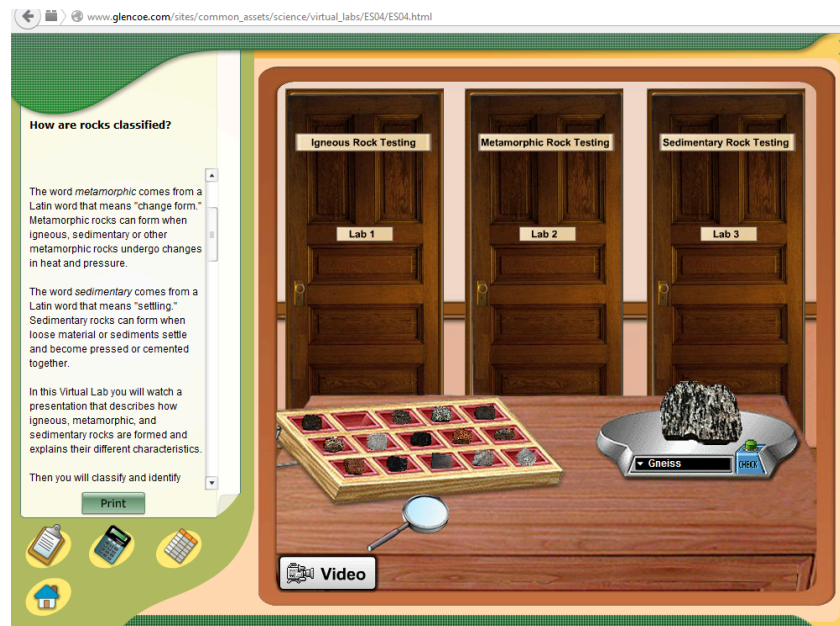 www.glencoe.com/sites/common_assets/science/virtual_labs/ES04/ES04.html
How are rocks classified?
The word metamorphic comes from a
Latin word that means "change form."
Metamorphic rocks can form when
igneous, sedimentary or other
metamorphic rocks undergo changes
in heat and pressure.
The word sedimentary comes from a
Latin word that means "settling."
Sedimentary rocks can form when
loose material or sediments settle
and become pressed or cemented
together.
In this Virtual Lab you will watch a
presentation that describes how
igneous, metamorphic, and
sedimentary rocks are formed and
explains their different characteristics.
Then you will classify and identify
Print
Igneous Rock Testing
Metamorphic Rock Testing
Sedimentary Rock Testing
Lab 1
Lab 2
Lab 3
Gneiss
CHECK
Video